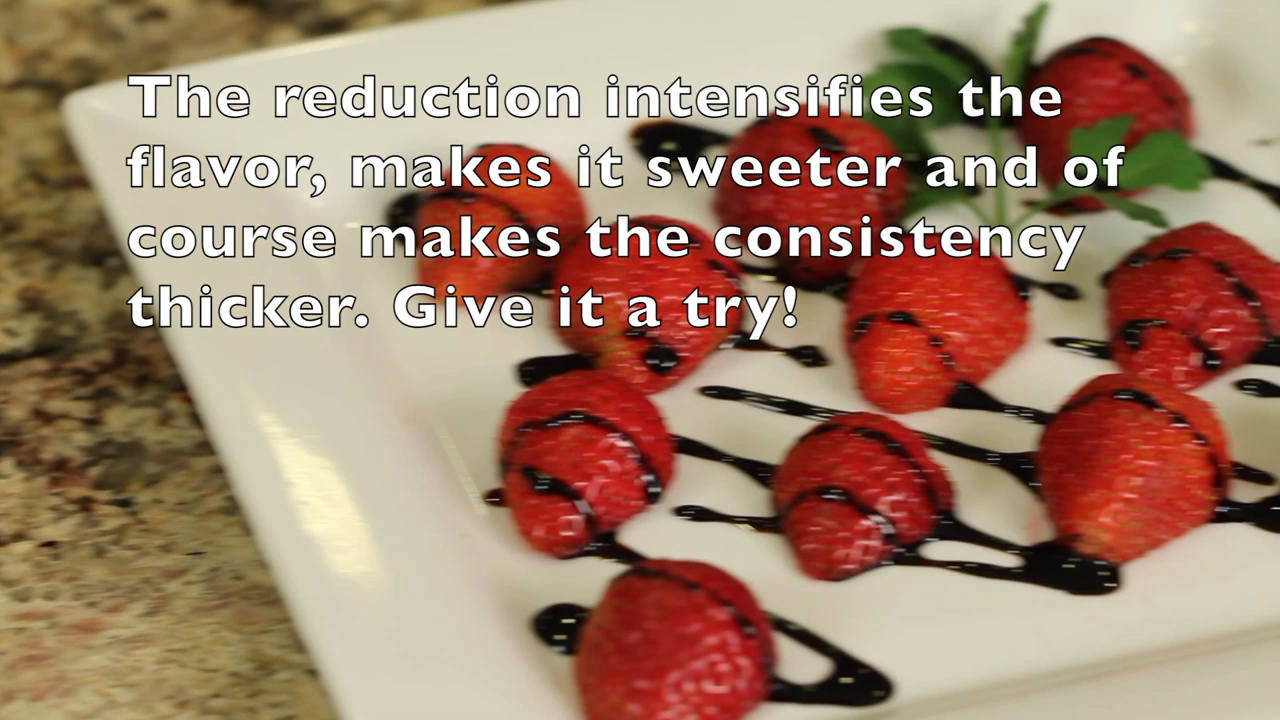 The reduction intensifies the
flavor, makes it sweeter and of
course makes the consistency
thicker. Give it a try!